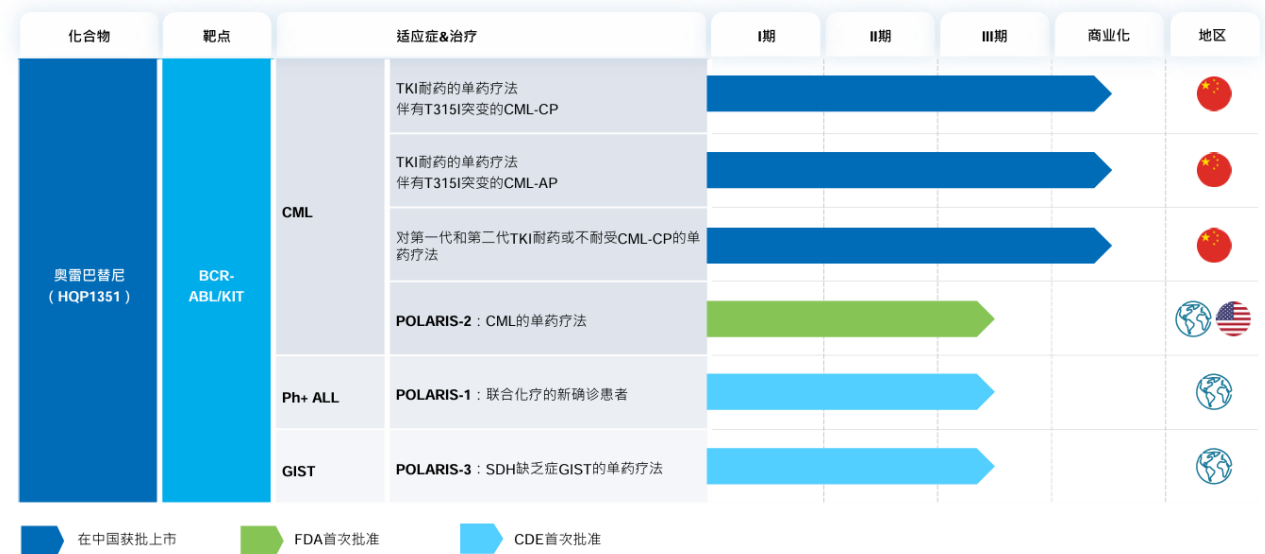 化合物
靶点
适应症&治疗
I期
II期
III期
商业化
地区
奥雷巴替尼
（HQP1351）
BCR-
ABL/KIT
CML
TKI耐药的单药疗法
伴有T315I突变的CML-CP
TKI耐药的单药疗法
伴有T315I突变的CML-AP
对第一代和第二代TKI耐药或不耐受CML-CP的单
药疗法
POLARIS-2：CML的单药疗法
Ph+ ALL
POLARIS-1：联合化疗的新确诊患者
GIST
POLARIS-3：SDH缺乏症GIST的单药疗法
在中国获批上市
FDA首次批准
CDE首次批准